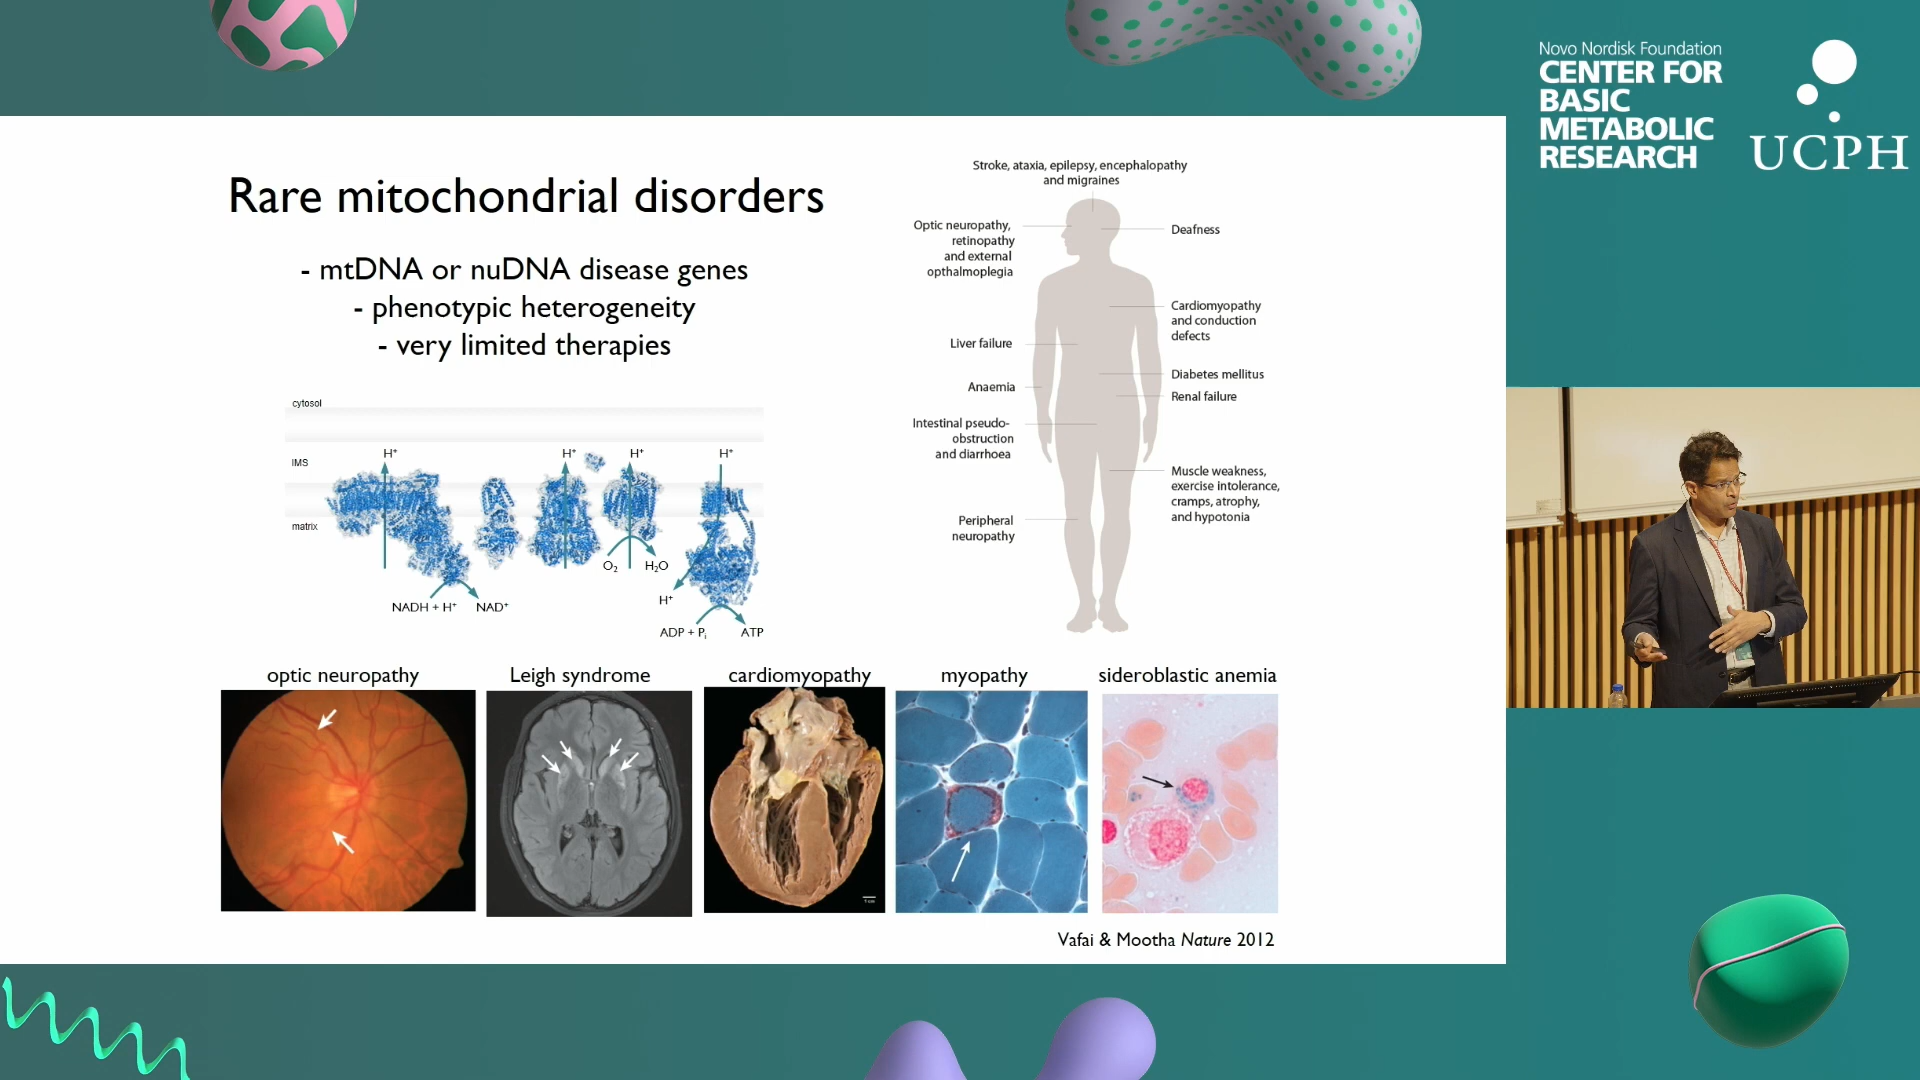 Novo Nordisk Foundation
CENTER FOR
BASIC
METABOLIC
RESEARCH
UCPH
Rare mitochondrial disorders
- mtDNA or nuDNA disease genes
- phenotypic heterogeneity
- very limited therapies
cytosol
IMS
matrix
H⁺
H⁺
H⁺
H⁺
O₂
H₂O
NADH + H⁺
NAD⁺
H⁺
ADP + Pᵢ
ATP
Stroke, ataxia, epilepsy, encephalopathy
and migraines
Optic neuropathy,
retinopathy
and external
opthalmoplegia
Deafness
Cardiomyopathy
and conduction
defects
Liver failure
Diabetes mellitus
Anaemia
Renal failure
Intestinal pseudo-
obstruction
and diarrhoea
Muscle weakness,
exercise intolerance,
cramps, atrophy,
and hypotonia
Peripheral
neuropathy
optic neuropathy
Leigh syndrome
cardiomyopathy
myopathy
sideroblastic anemia
Vafai & Mootha Nature 2012